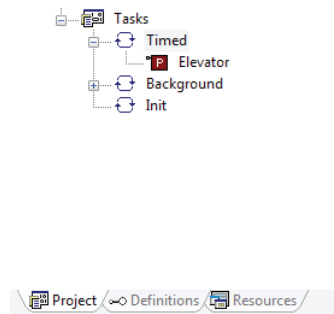 Tasks
Timed
P Elevator
Background
Init
Project Definitions Resources